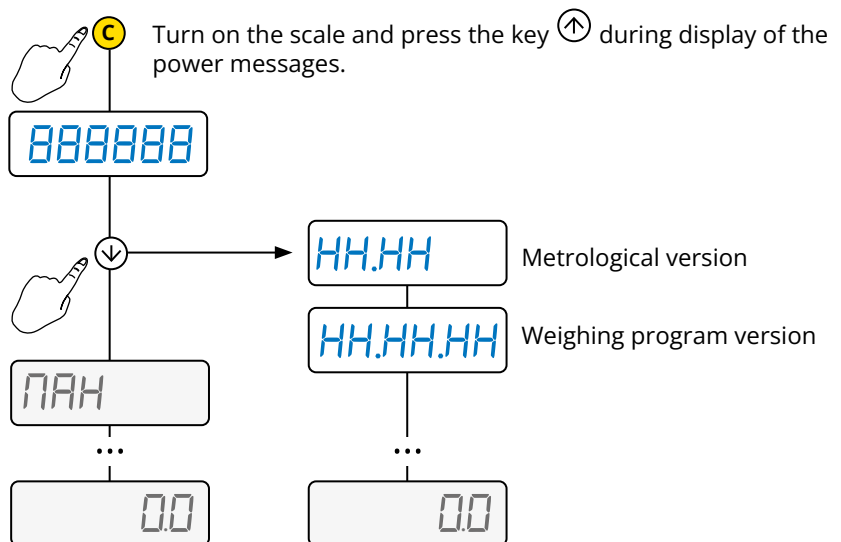 C
Turn on the scale and press the key ↑ during display of the
power messages.
888888
↓
HH.HH
Metrological version
HH.HH.HH
Weighing program version
ПAH
...
...
0.0
0.0